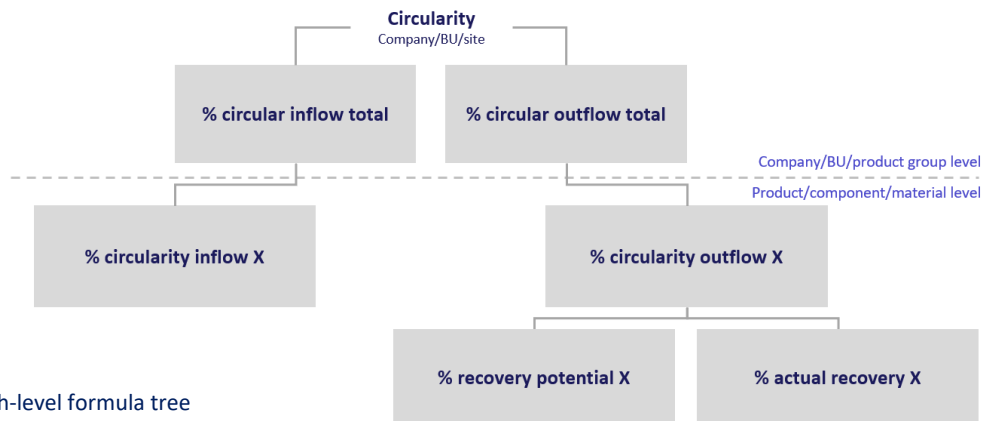 Circularity
Company/BU/site
% circular inflow total
% circular outflow total
Company/BU/product group level
Product/component/material level
% circularity inflow X
% circularity outflow X
% recovery potential X
% actual recovery X
h-level formula tree